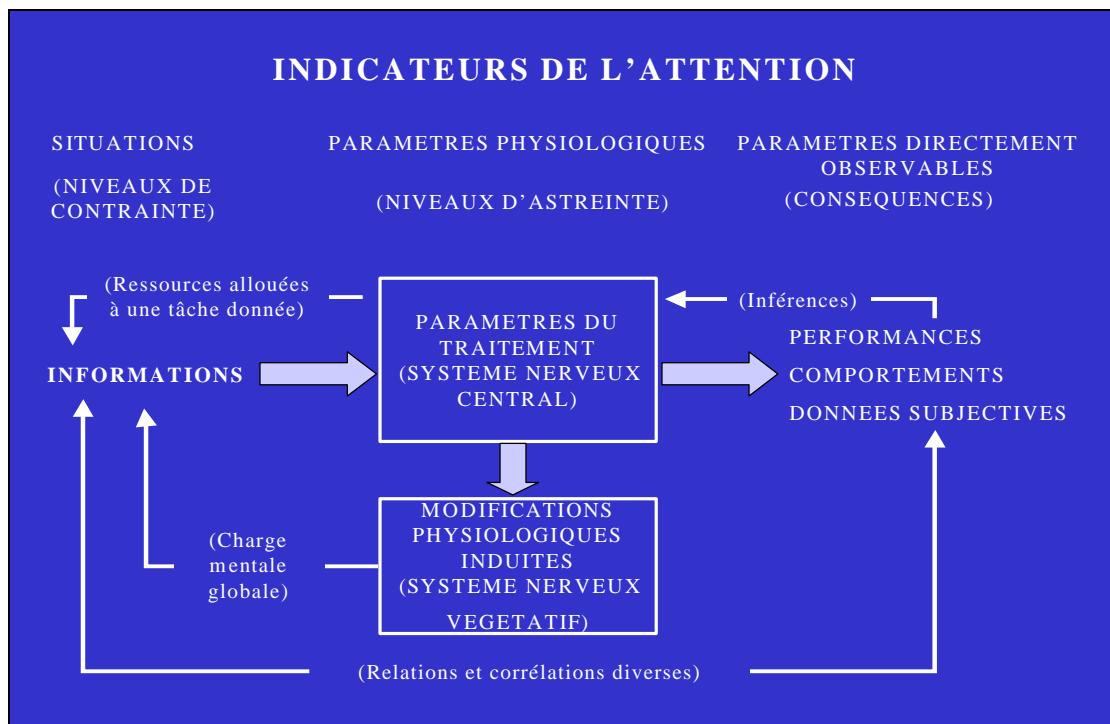 INDICATEURS DE L’ATTENTION
SITUATIONS
(NIVEAUX DE
CONTRAINTE)
PARAMETRES PHYSIOLOGIQUES
(NIVEAUX D’ASTREINTE)
PARAMETRES DIRECTEMENT
OBSERVABLES
(CONSEQUENCES)
(Ressources allouées
à une tâche donnée)
INFORMATIONS
PARAMETRES DU
TRAITEMENT
(SYSTEME NERVEUX
CENTRAL)
(Inférences)
PERFORMANCES
COMPORTEMENTS
DONNEES SUBJECTIVES
(Charge
mentale
globale)
MODIFICATIONS
PHYSIOLOGIQUES
INDUITES
(SYSTEME NERVEUX
VEGETATIF)
(Relations et corrélations diverses)